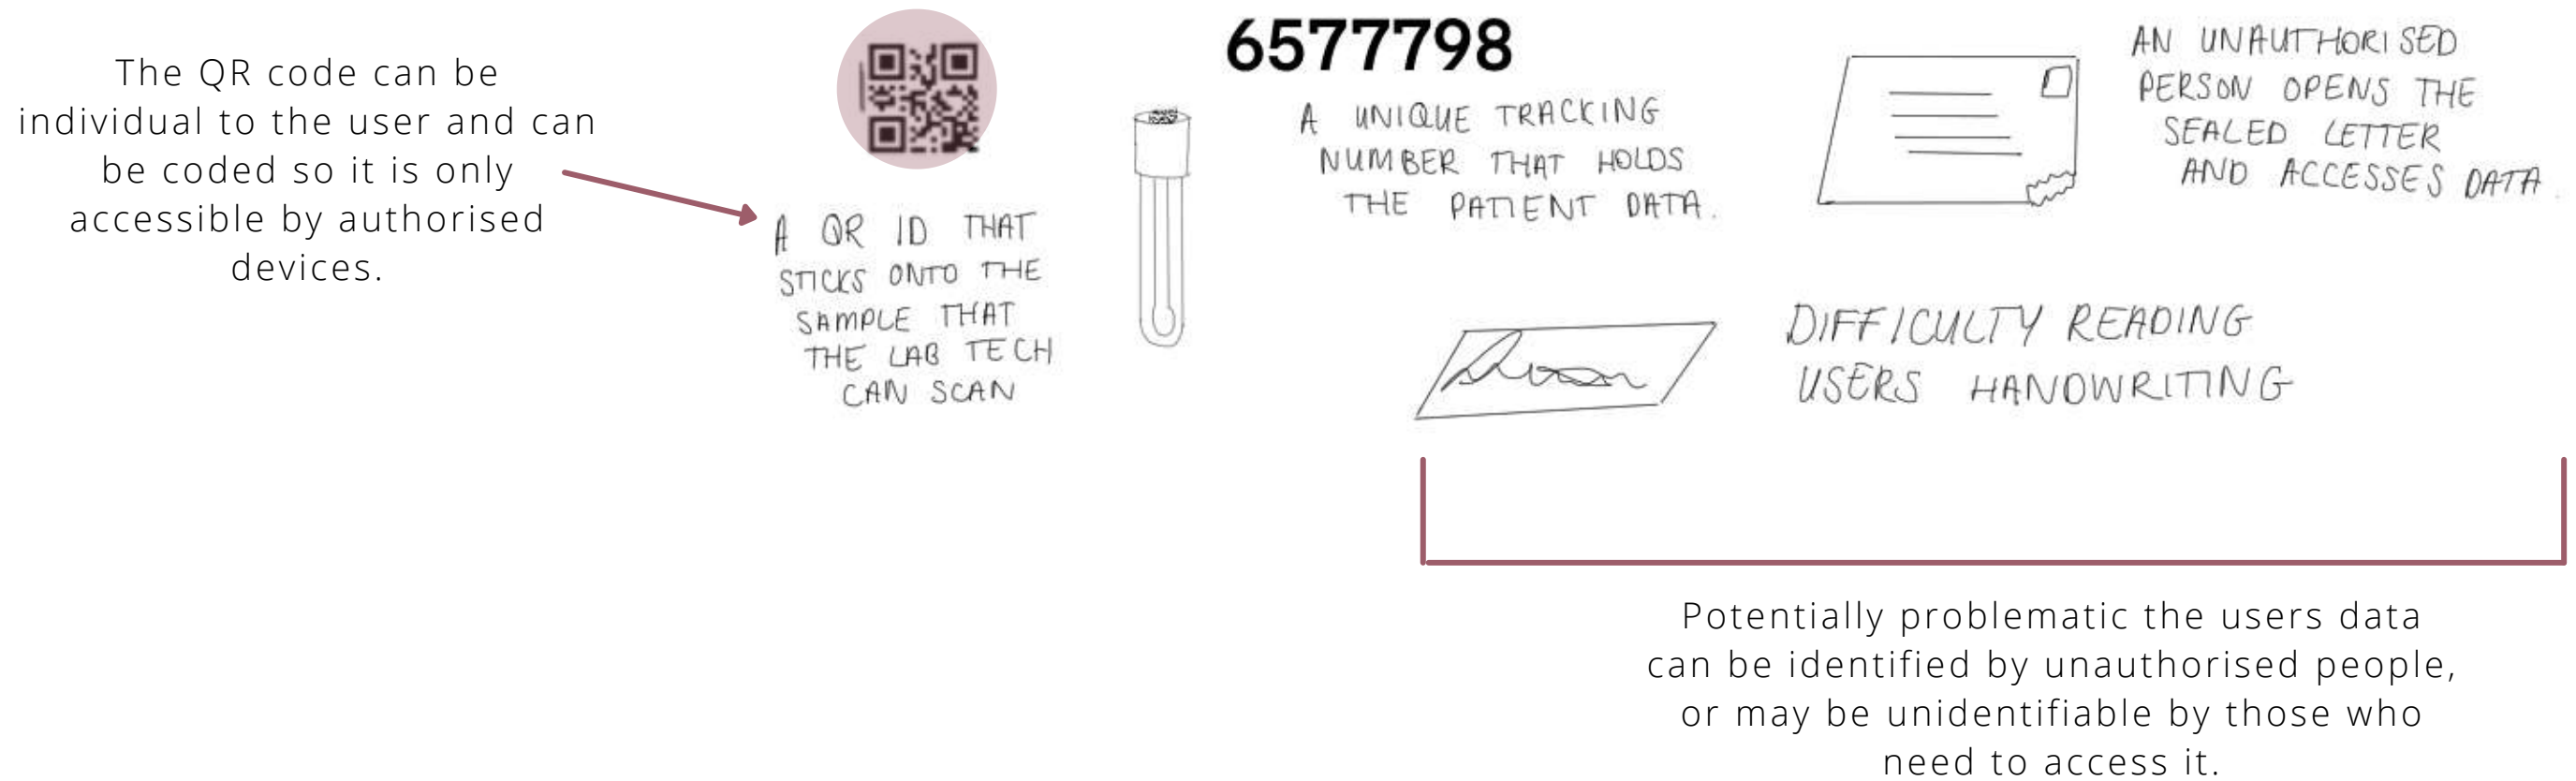 The QR code can be
individual to the user and can
be coded so it is only
accessible by authorised
devices.
A QR ID THAT
STICKS ONTO THE
SAMPLE THAT
THE LAB TECH
CAN SCAN
6577798
A UNIQUE TRACKING
NUMBER THAT HOLDS
THE PATIENT DATA.
AN UNAUTHORISED
PERSON OPENS THE
SEALED LETTER
AND ACCESSES DATA.
DIFFICULTY READING
USERS HANDWRITING
Potentially problematic the users data
can be identified by unauthorised people,
or may be unidentifiable by those who
need to access it.